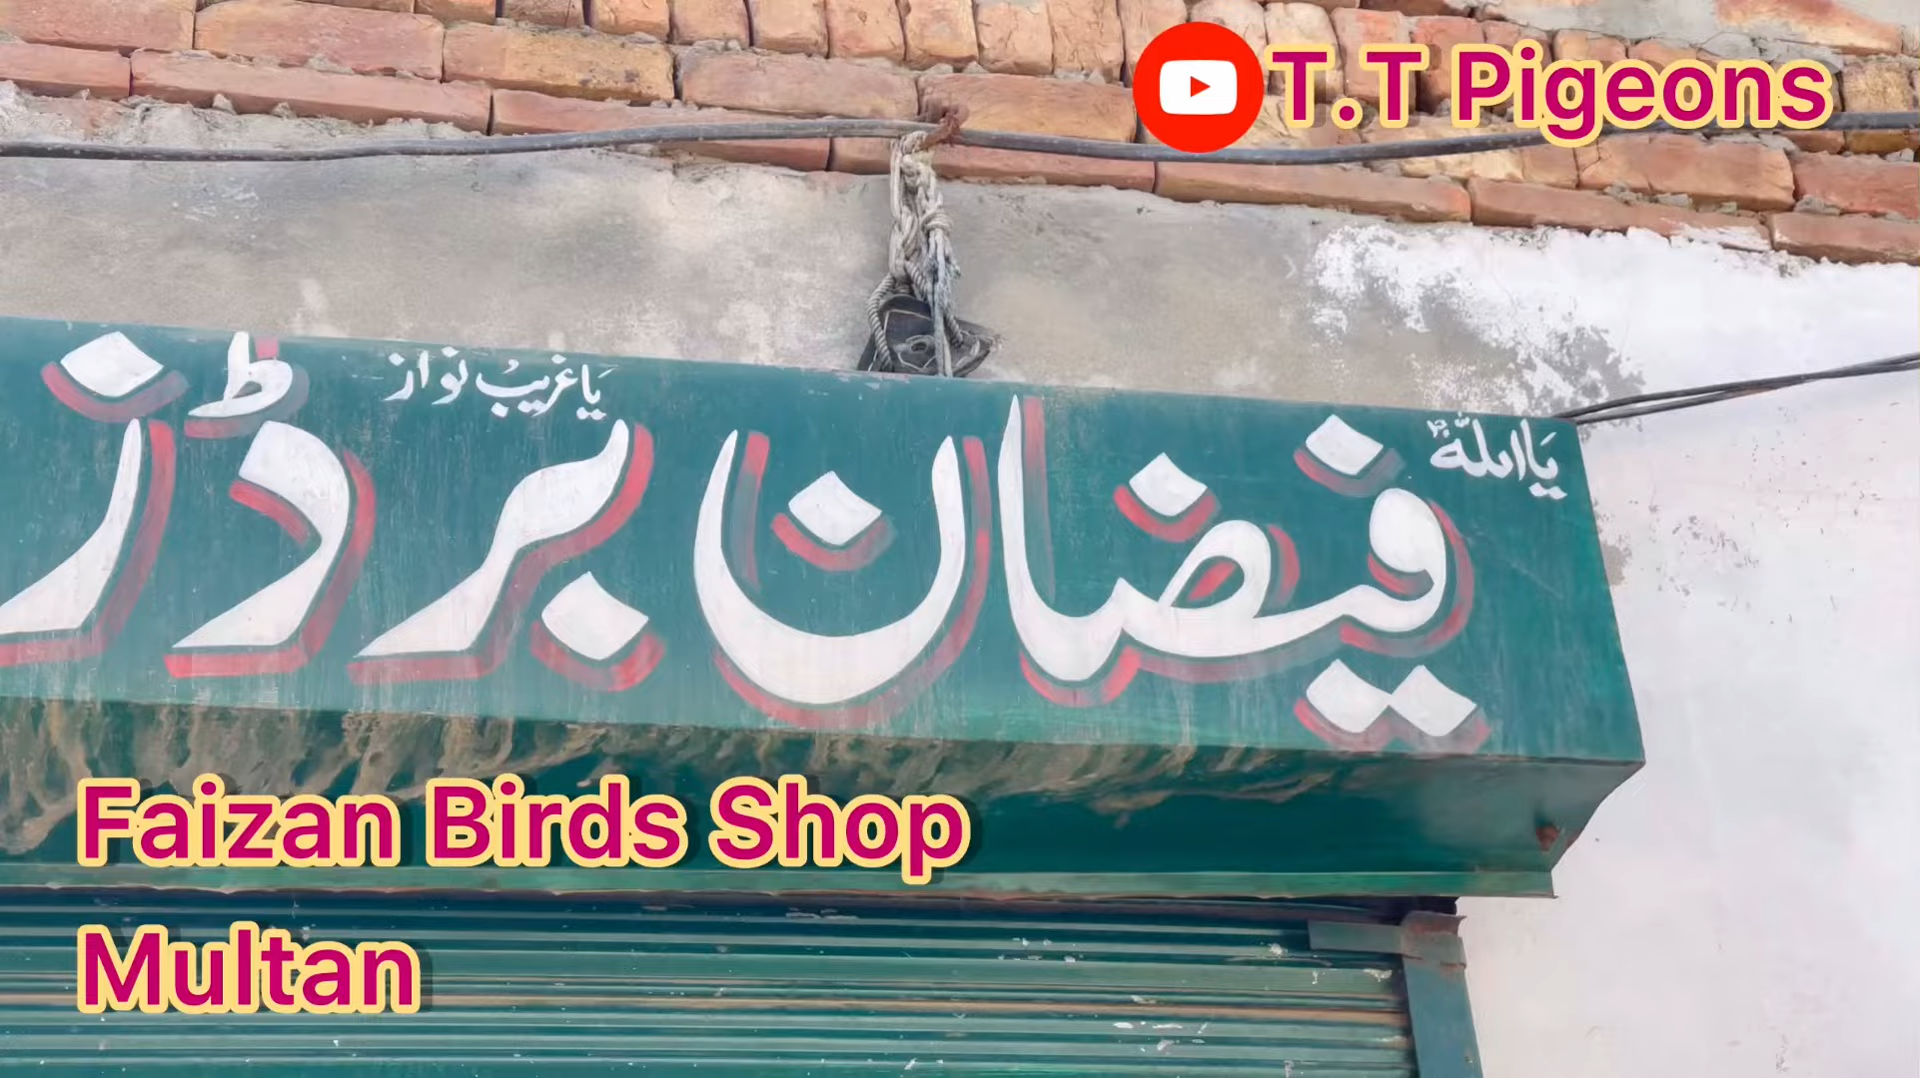 T.T Pigeons
یا اللہ
یا غریب نواز
فیضان برڈز
Faizan Birds Shop
Multan